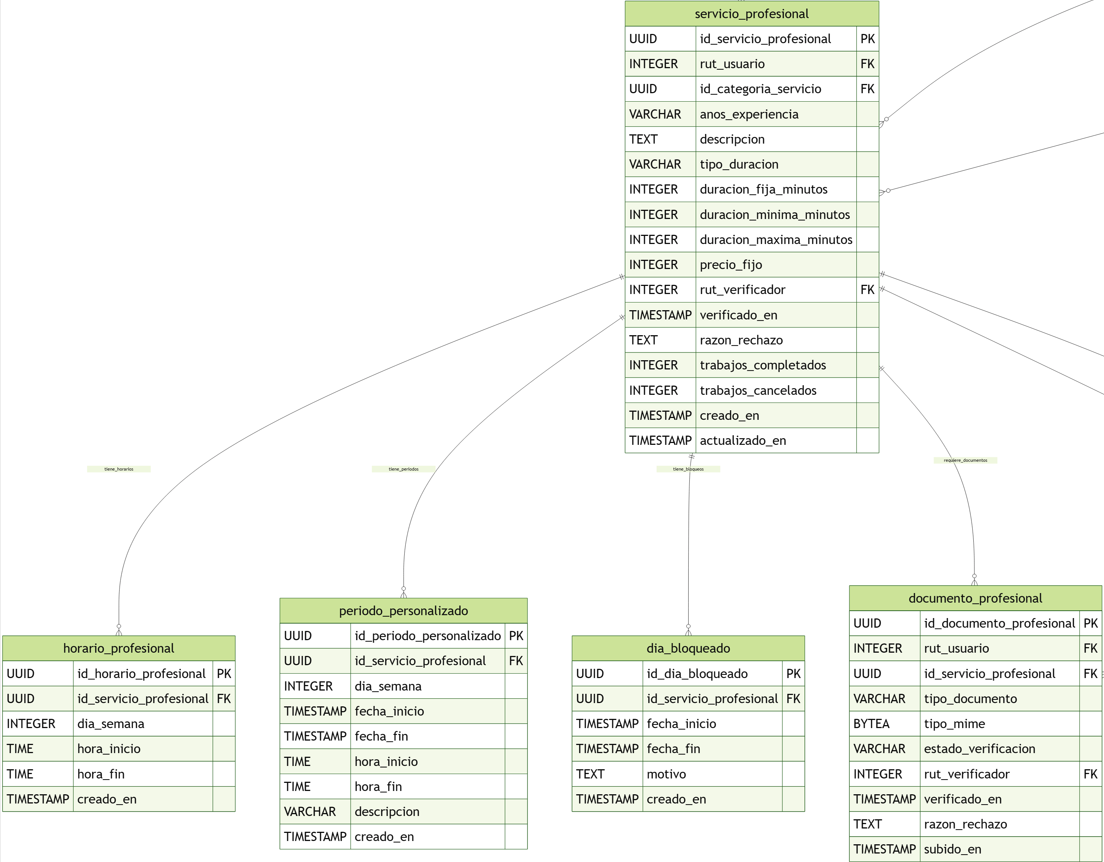 servicio_profesional
UUID id_servicio_profesional PK
INTEGER rut_usuario FK
UUID id_categoria_servicio FK
VARCHAR anos_experiencia
TEXT descripcion
VARCHAR tipo_duracion
INTEGER duracion_fija_minutos
INTEGER duracion_minima_minutos
INTEGER duracion_maxima_minutos
INTEGER precio_fijo
INTEGER rut_verificador FK
TIMESTAMP verificado_en
TEXT razon_rechazo
INTEGER trabajos_completados
INTEGER trabajos_cancelados
TIMESTAMP creado_en
TIMESTAMP actualizado_en
tiene_horarios
tiene_periodos
tiene_bloqueos
requiere_documentos
horario_profesional
UUID id_horario_profesional PK
UUID id_servicio_profesional FK
INTEGER dia_semana
TIME hora_inicio
TIME hora_fin
TIMESTAMP creado_en
periodo_personalizado
UUID id_periodo_personalizado PK
UUID id_servicio_profesional FK
INTEGER dia_semana
TIMESTAMP fecha_inicio
TIMESTAMP fecha_fin
TIME hora_inicio
TIME hora_fin
VARCHAR descripcion
TIMESTAMP creado_en
dia_bloqueado
UUID id_dia_bloqueado PK
UUID id_servicio_profesional FK
TIMESTAMP fecha_inicio
TIMESTAMP fecha_fin
TEXT motivo
TIMESTAMP creado_en
documento_profesional
UUID id_documento_profesional PK
INTEGER rut_usuario FK
UUID id_servicio_profesional FK
VARCHAR tipo_documento
BYTEA tipo_mime
VARCHAR estado_verificacion
INTEGER rut_verificador FK
TIMESTAMP verificado_en
TEXT razon_rechazo
TIMESTAMP subido_en